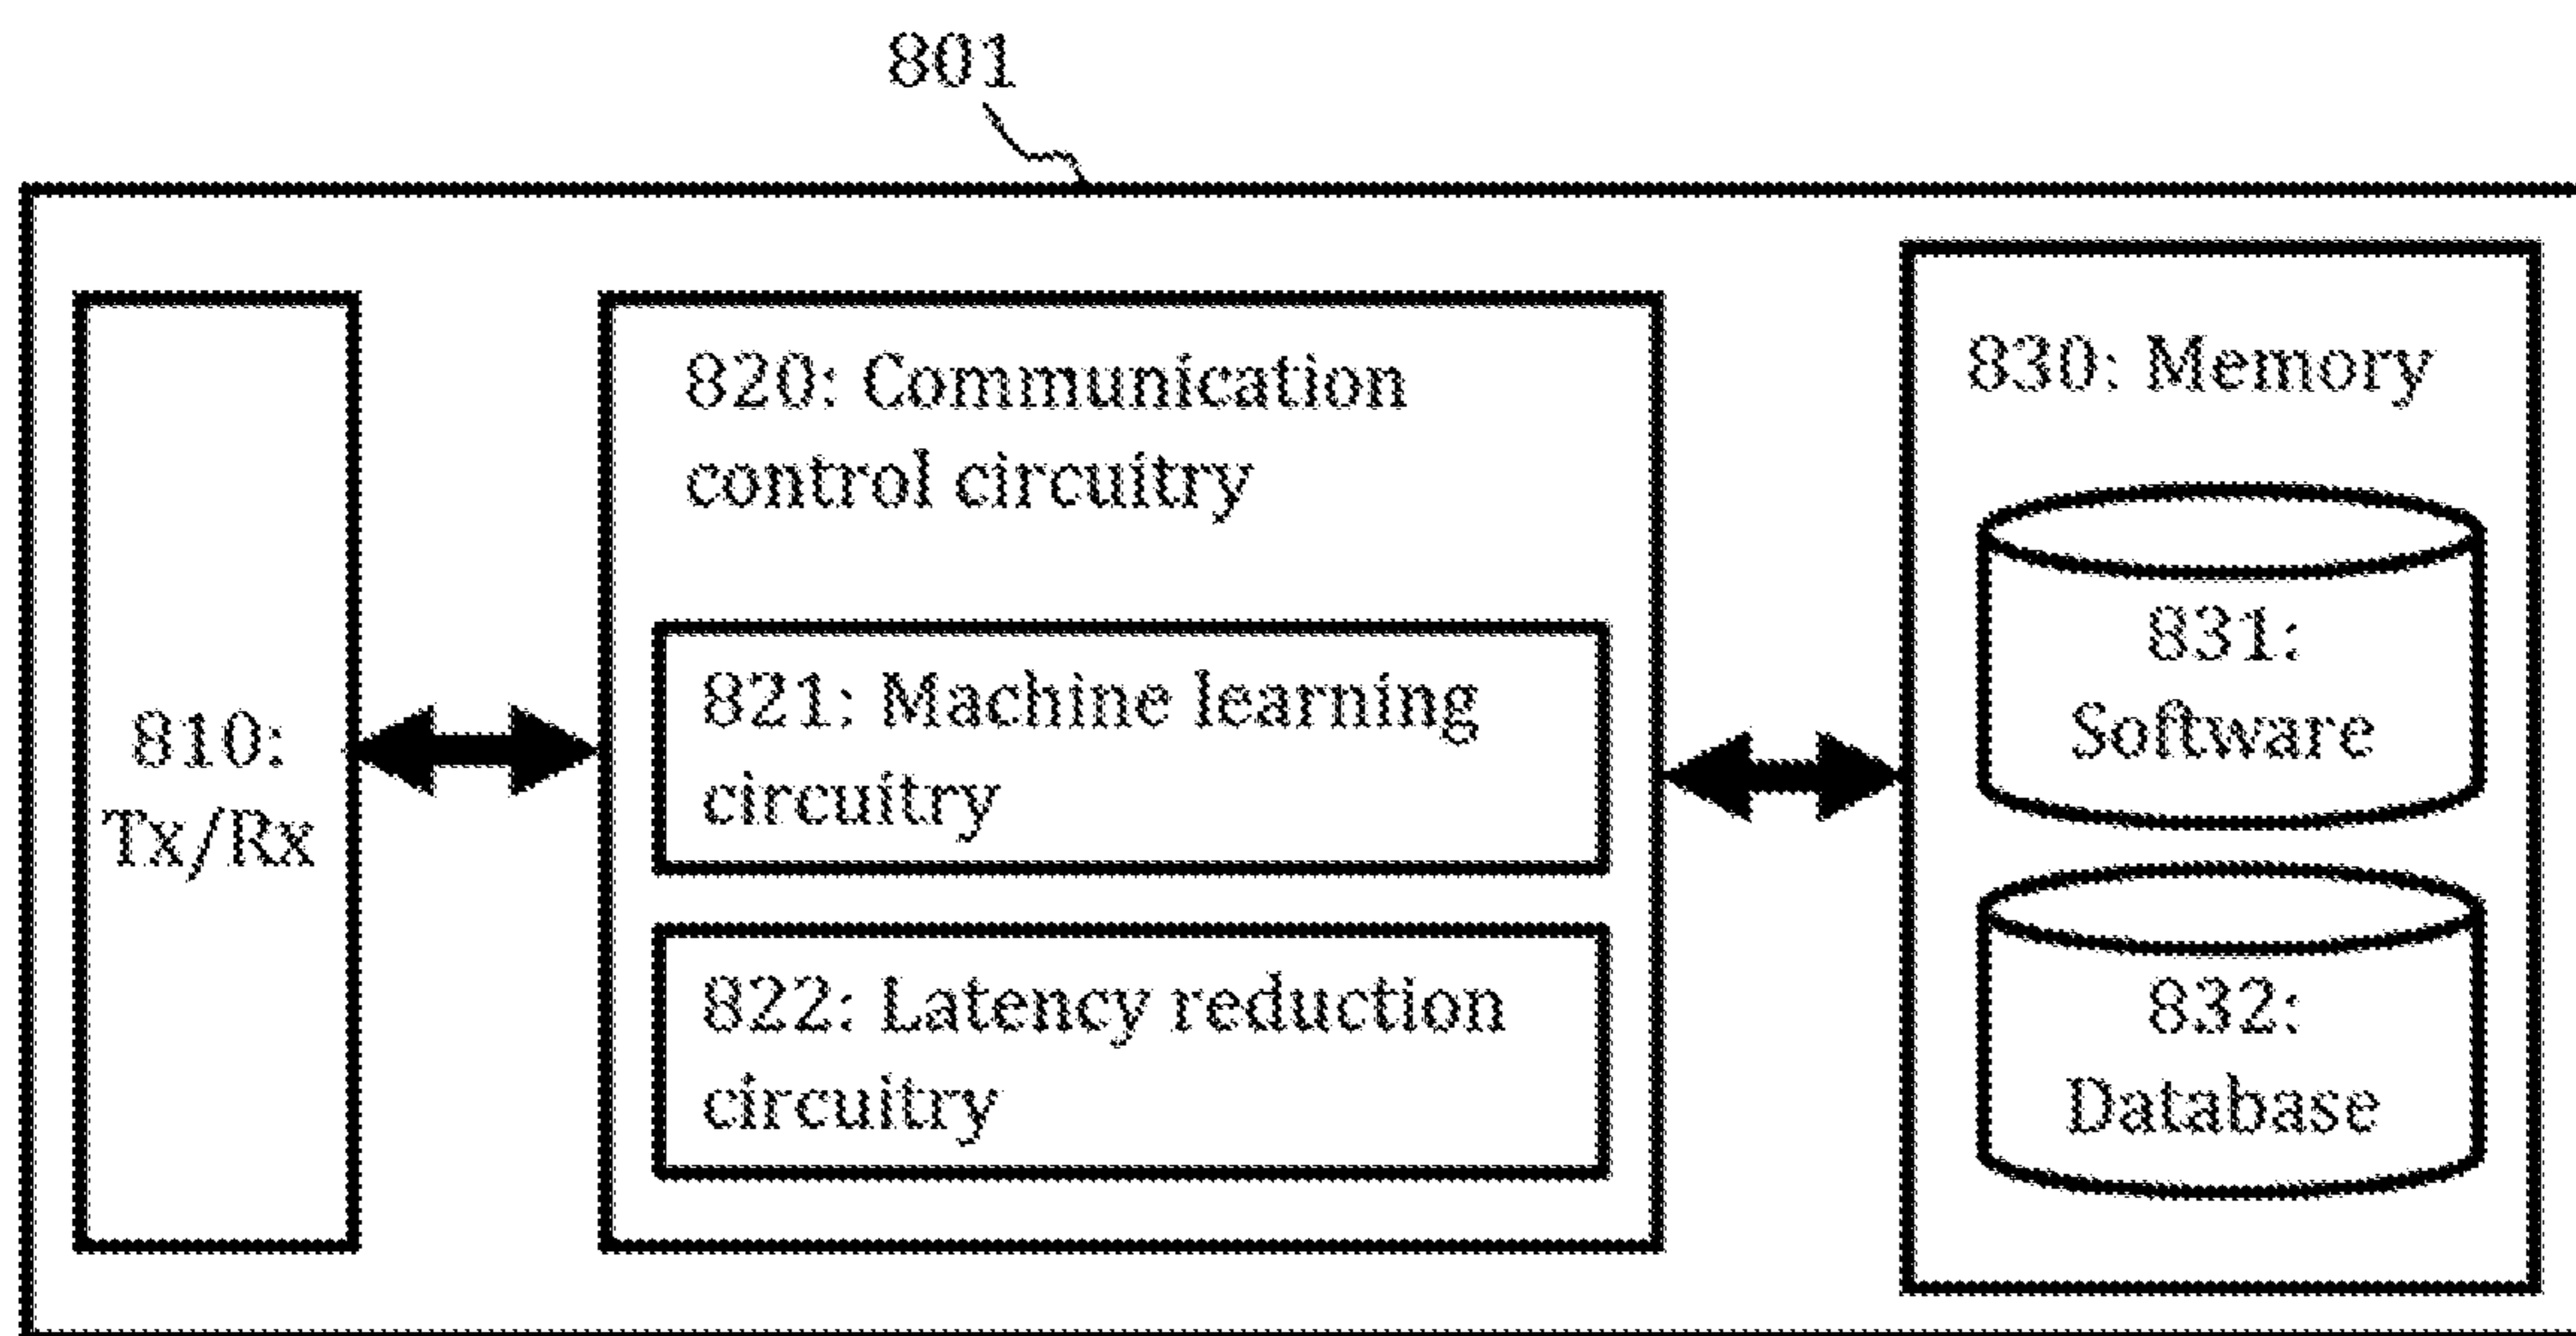 801
810:
Tx/Rx
820: Communication
control circuitry
821: Machine learning
circuitry
822: Latency reduction
circuitry
830: Memory
831:
Software
832:
Database